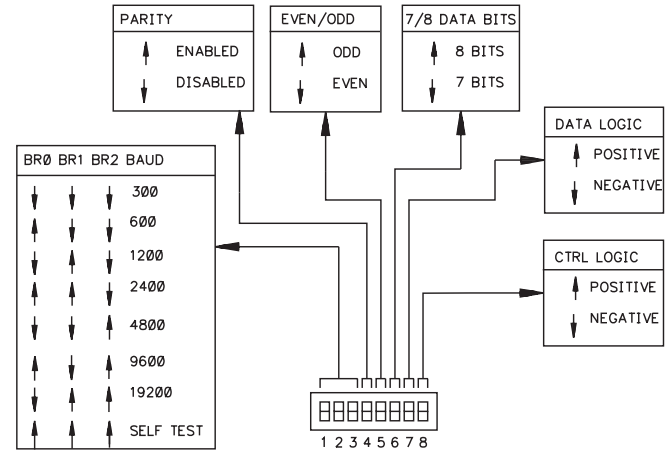 PARITY
ENABLED
DISABLED
EVEN/ODD
ODD
EVEN
7/8 DATA BITS
8 BITS
7 BITS
DATA LOGIC
POSITIVE
NEGATIVE
CTRL LOGIC
POSITIVE
NEGATIVE
BRØ BR1 BR2 BAUD
300
600
1200
2400
4800
9600
19200
SELF TEST
1 2 3 4 5 6 7 8